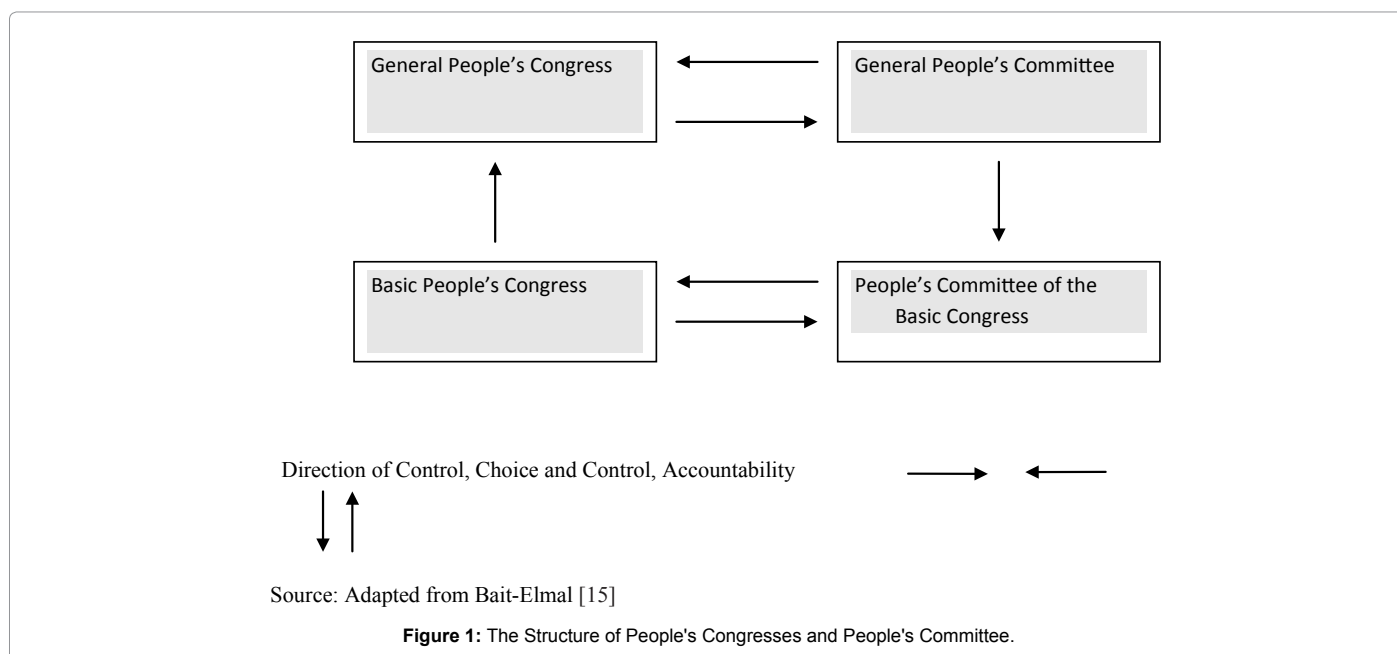 General People’s Congress
General People’s Committee
Basic People’s Congress
People’s Committee of the
Basic Congress
Direction of Control, Choice and Control, Accountability
Source: Adapted from Bait-Elmal [15]
Figure 1: The Structure of People's Congresses and People's Committee.